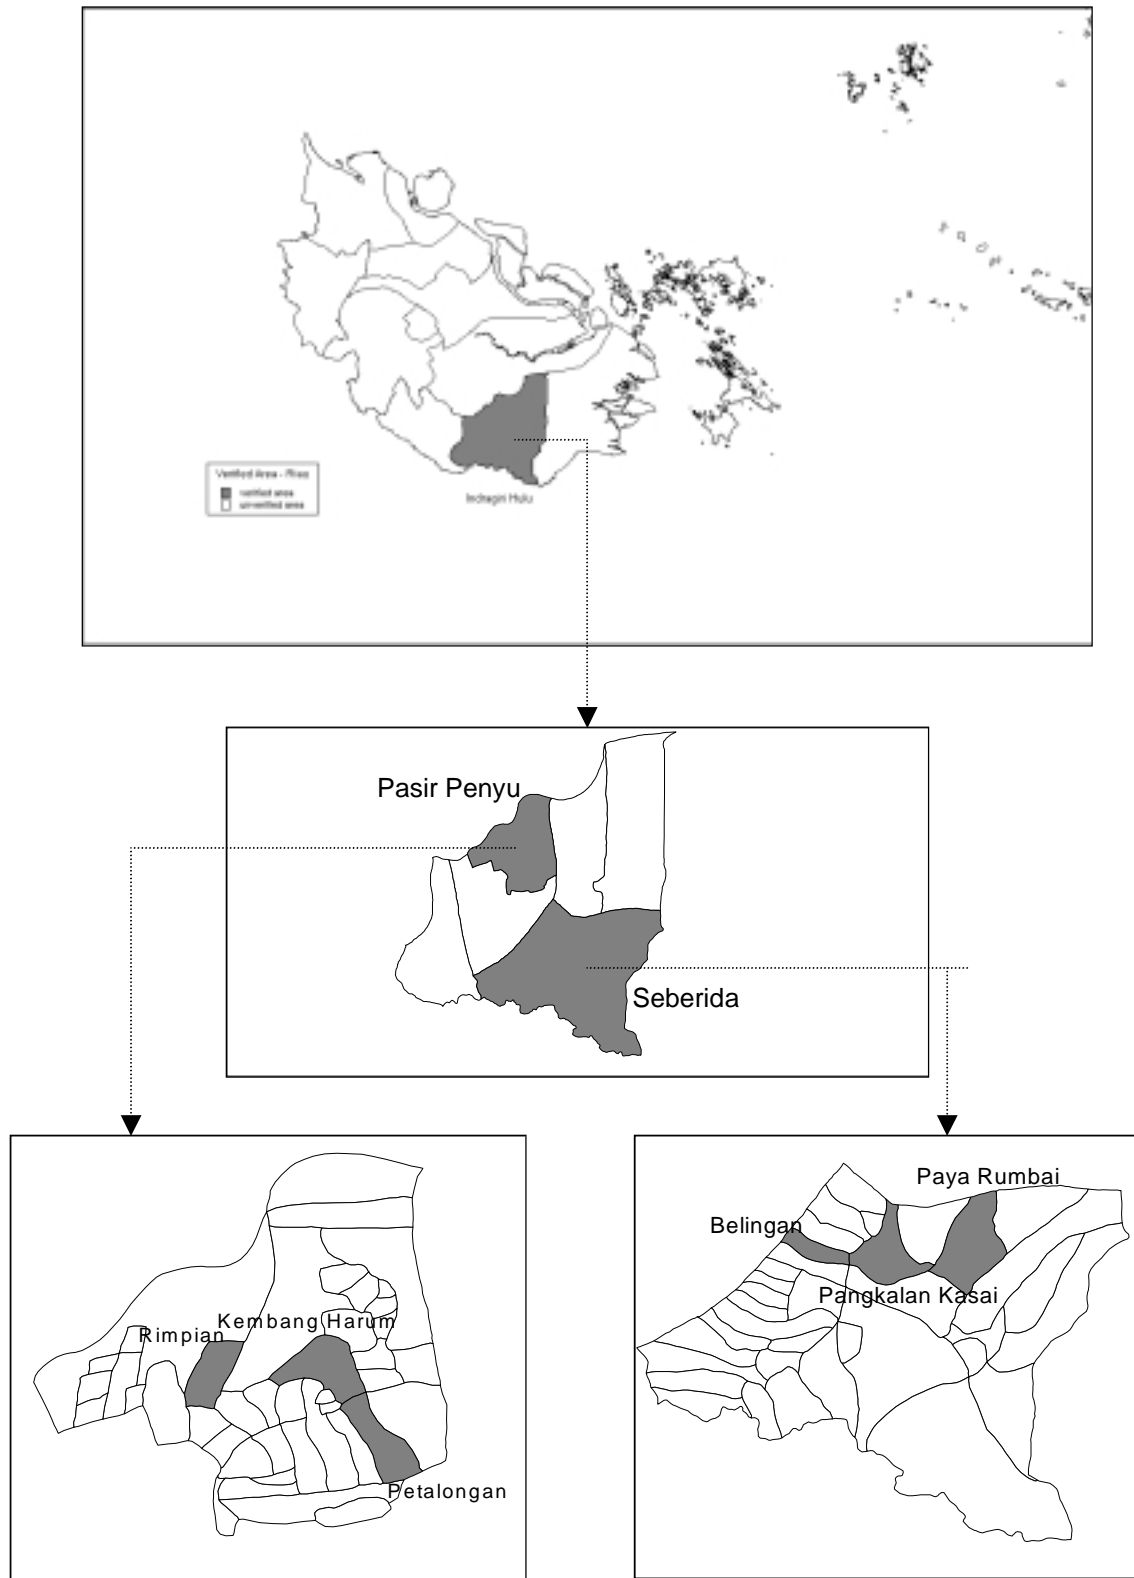 Verified Area - Riau
verified area
unverified area
Indragiri Hulu
Pasir Penyu
Seberida
Kembang Harum
Rimpian
Petalongan
Paya Rumbai
Belingan
Pangkalan Kasai